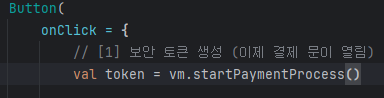 Button(
onClick = {
// [1] 보안 토큰 생성 (이제 결제 문이 열림)
val token = vm.startPaymentProcess()